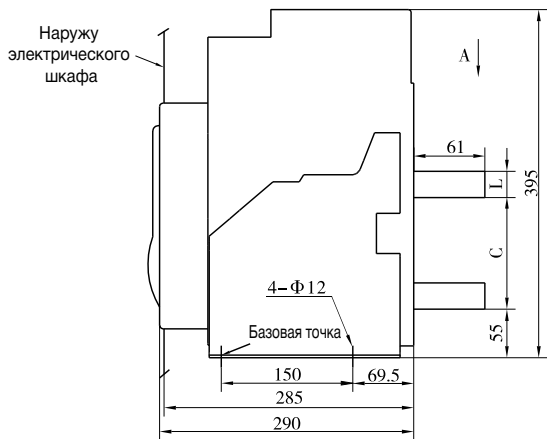 Наружу
электрического
шкафа
A
61
L
395
C
4-Φ12
Базовая точка
55
150
69.5
285
290